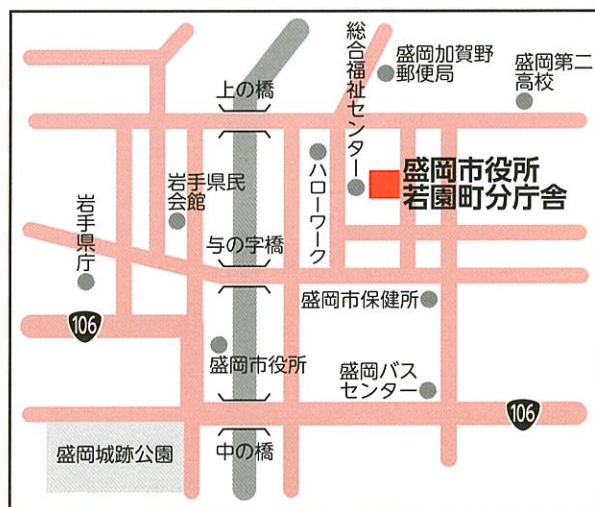 総合福祉センター
盛岡加賀野
郵便局
盛岡第二
高校
上の橋
ハローワーク
盛岡市役所
若園町分庁舎
岩手県民
会館
岩手県庁
与の字橋
盛岡市保健所
106
盛岡市役所
盛岡バス
センター
106
盛岡城跡公園
中の橋